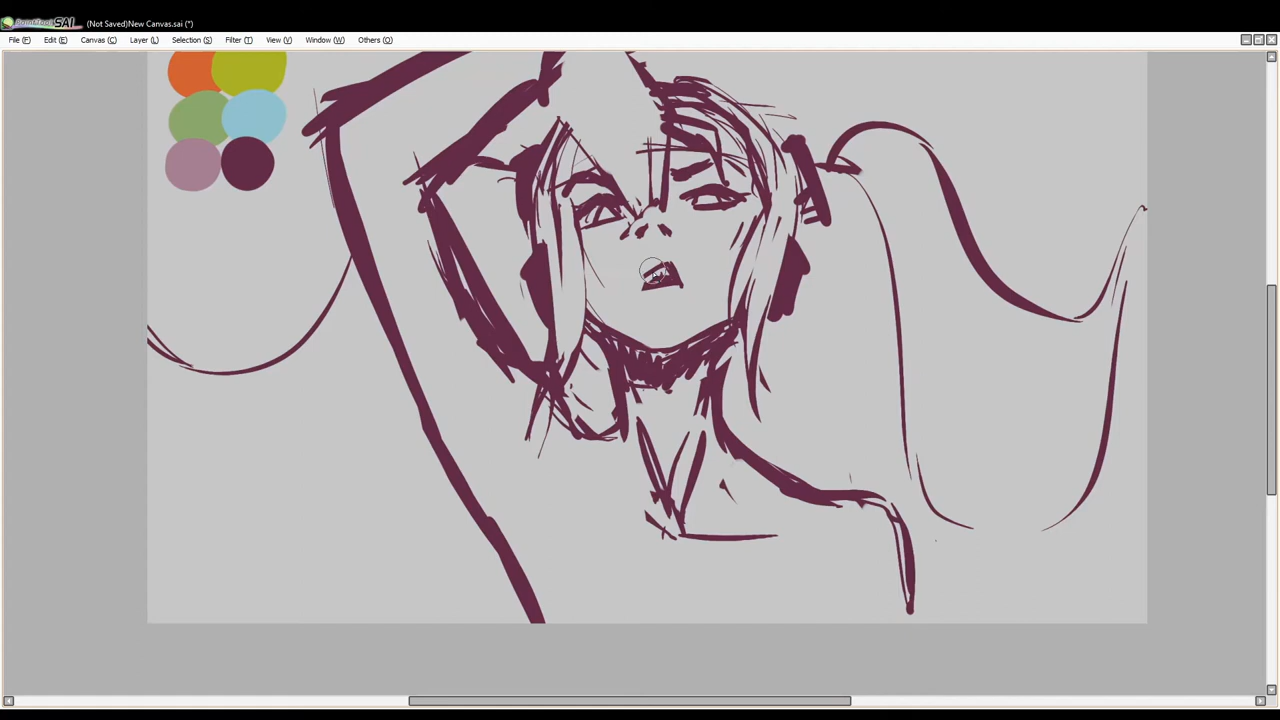 PaintTool SAI (Not Saved)New Canvas.sai (*)
File (F) Edit (E) Canvas (C) Layer (L) Selection (S) Filter (T) View (V) Window (W) Others (O)